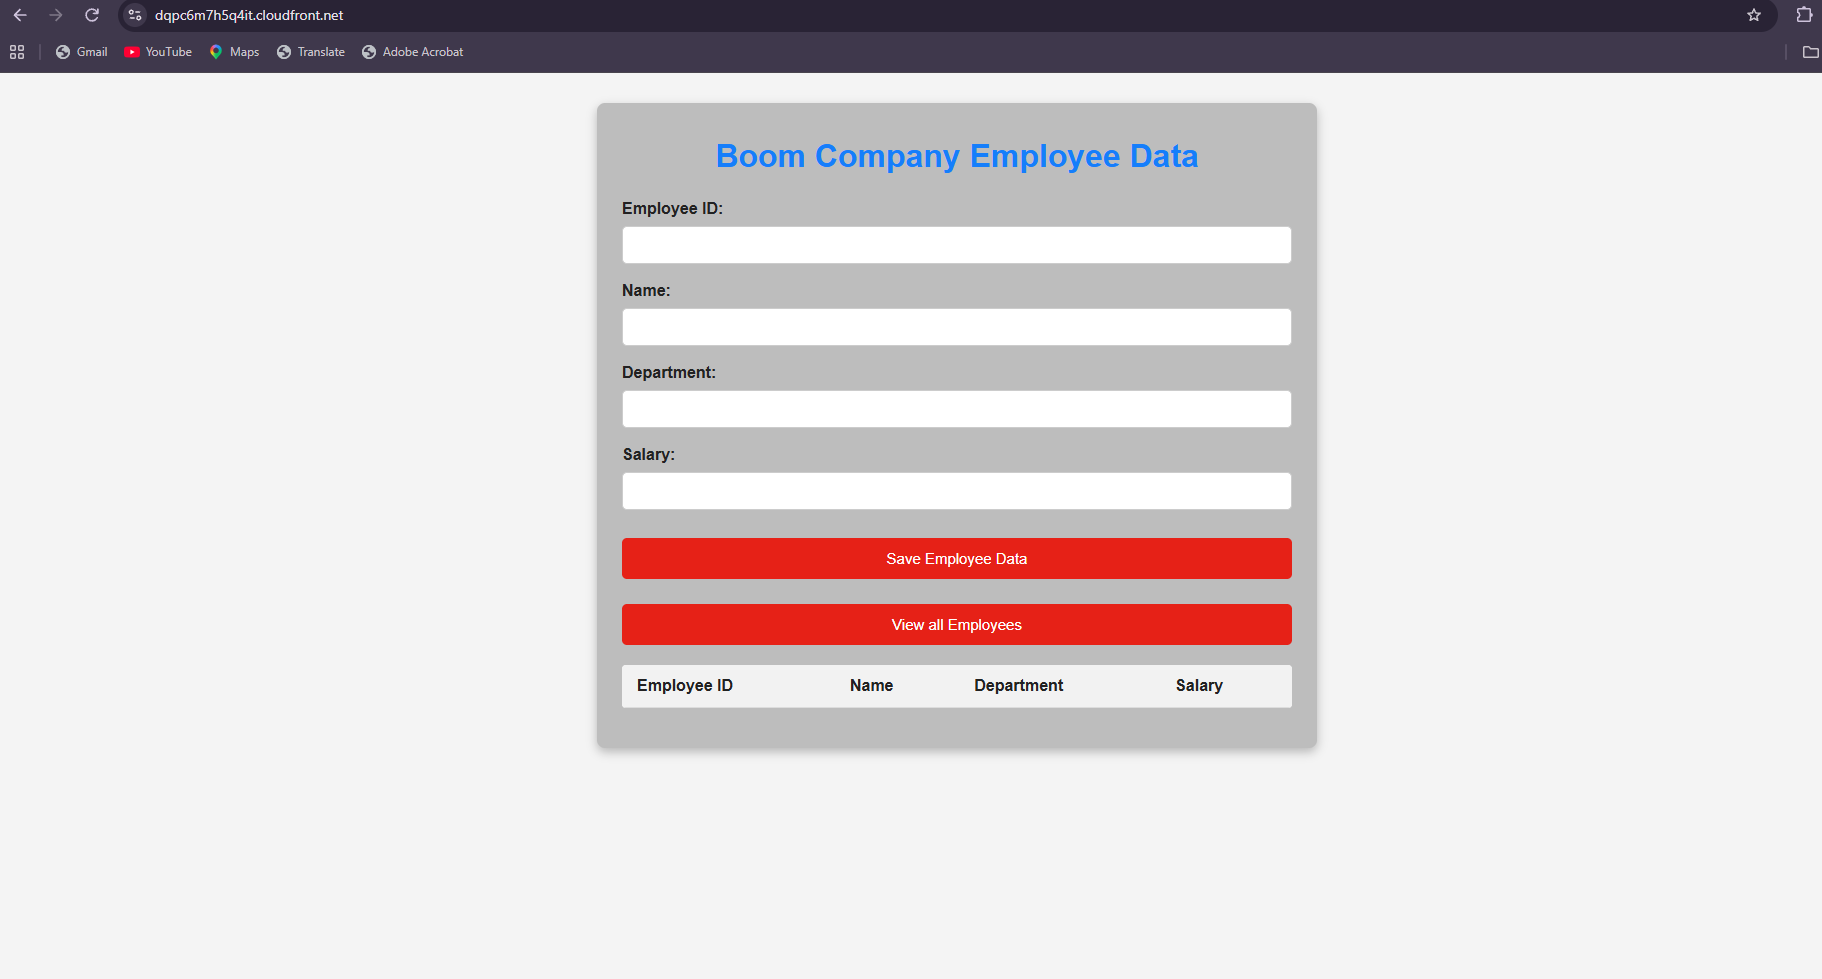 dqpc6m7h5q4it.cloudfront.net
Gmail YouTube Maps Translate Adobe Acrobat
Boom Company Employee Data
Employee ID:
Name:
Department:
Salary:
Save Employee Data
View all Employees
Employee ID Name Department Salary